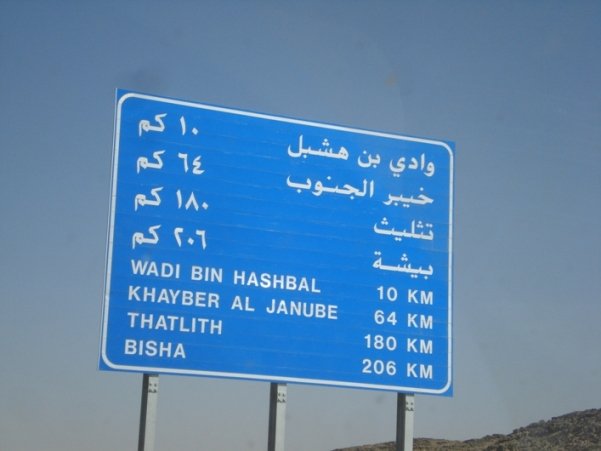 وادي بن هشبل ١٠ كم
خيبر الجنوب ٦٤ كم
تثليث ١٨٠ كم
بيشة ٢٠٦ كم
WADI BIN HASHBAL 10 KM
KHAYBER AL JANUBE 64 KM
THATLITH 180 KM
BISHA 206 KM